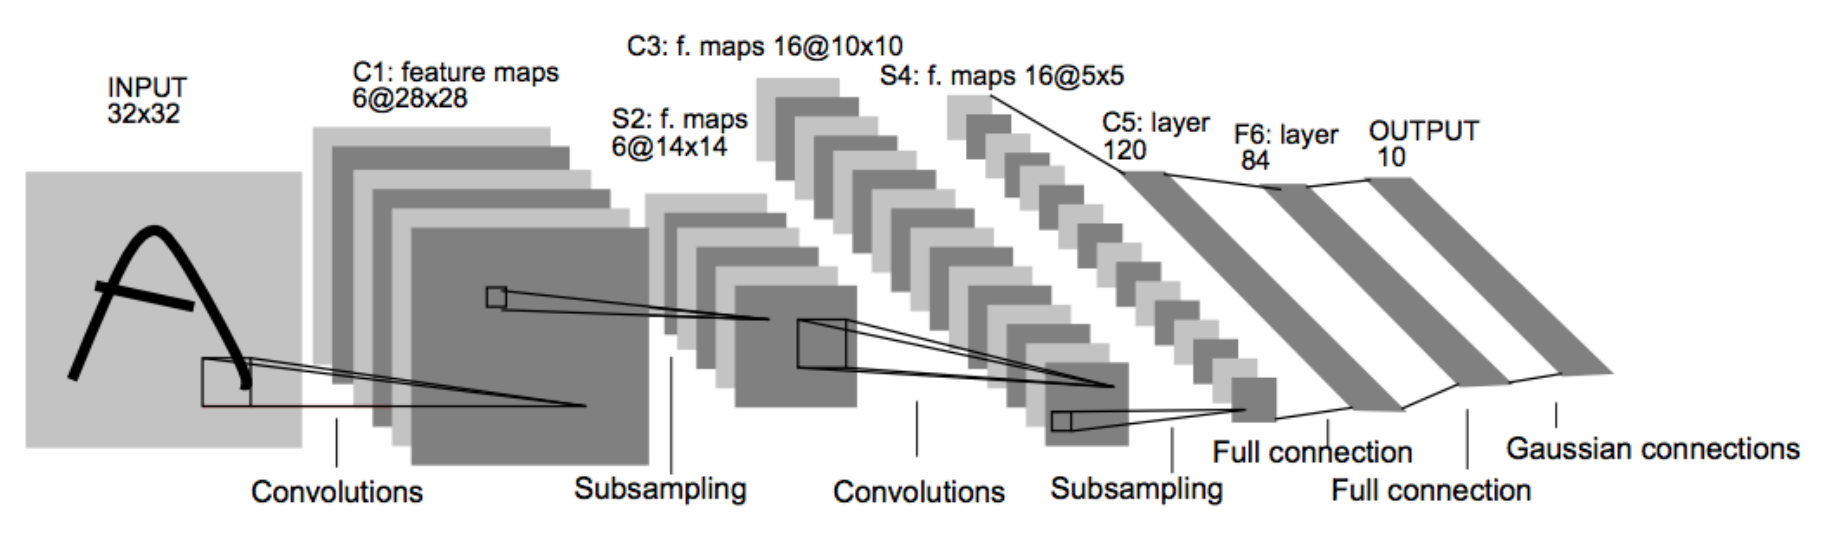 INPUT
32x32
C1: feature maps
6@28x28
C3: f. maps 16@10x10
S2: f. maps
6@14x14
S4: f. maps 16@5x5
C5: layer
120
F6: layer
84
OUTPUT
10
Convolutions
Subsampling
Convolutions
Subsampling
Full connection
Full connection
Gaussian connections